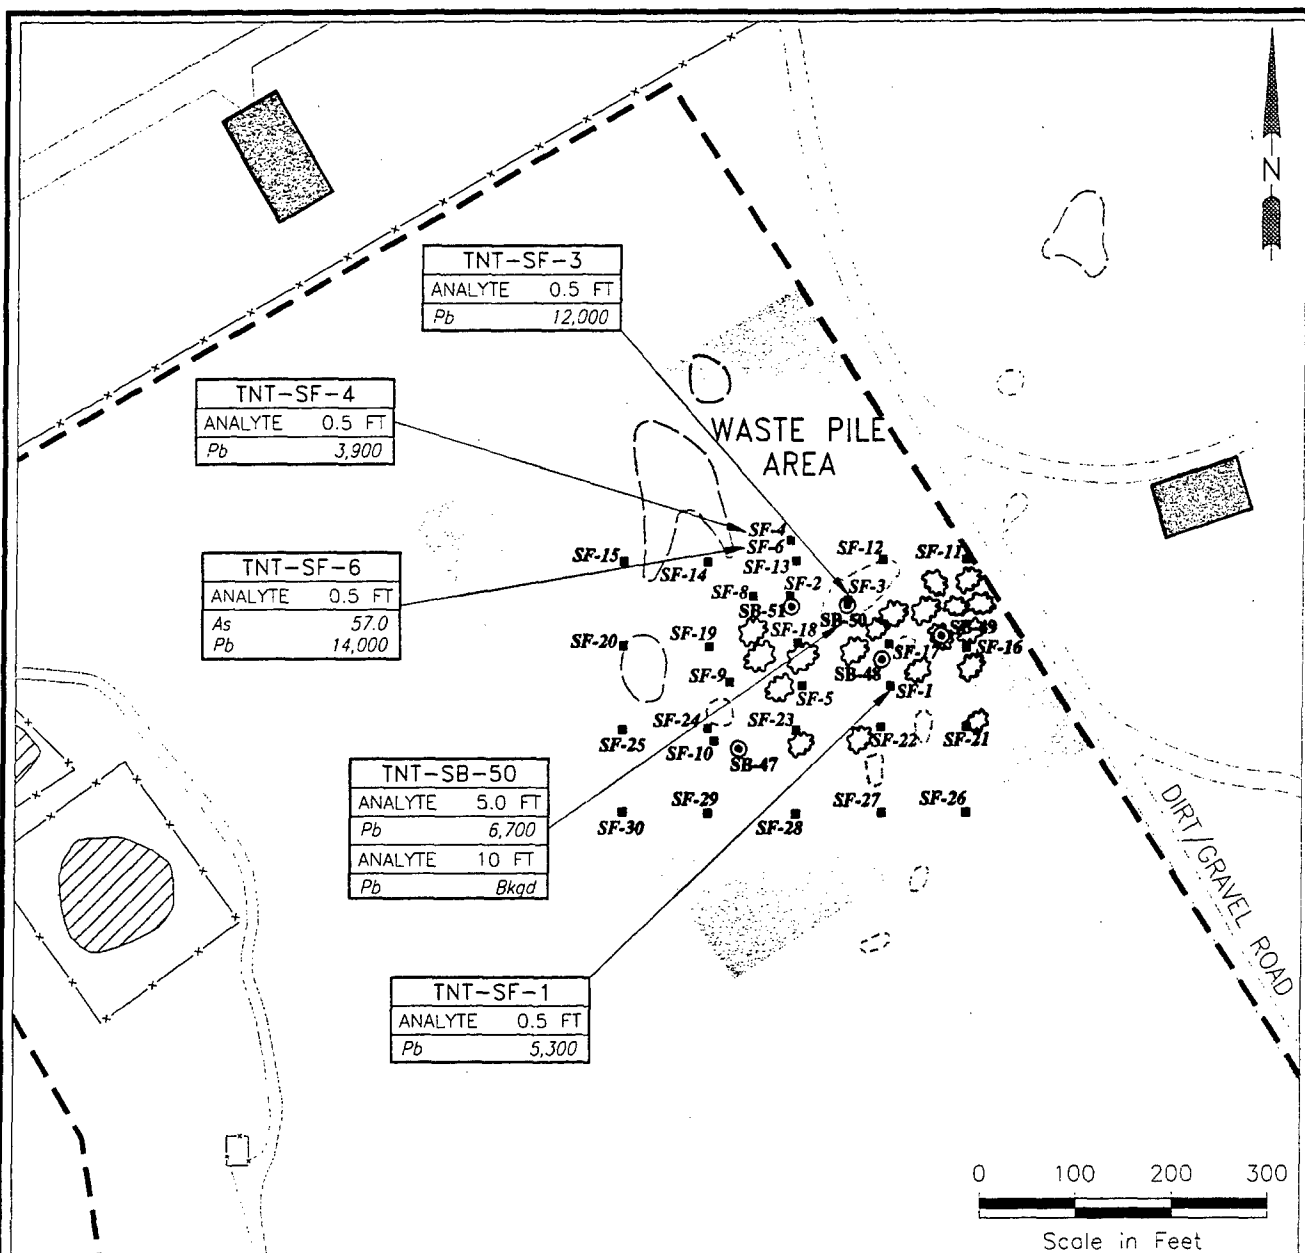 N
TNT-SF-3
ANALYTE 0.5 FT
Pb 12,000
TNT-SF-4
ANALYTE 0.5 FT
Pb 3,900
WASTE PILE
AREA
TNT-SF-6
ANALYTE 0.5 FT
As 57.0
Pb 14,000
SF-4
SF-6
SF-15
SF-14
SF-13
SF-12
SF-11
SF-8
SF-2
SF-3
SB-51
SB-50
SB-49
SF-20
SF-19
SF-18
SF-17
SF-16
SB-48
SF-9
SF-5
SF-1
SF-25
SF-24
SF-23
SF-22
SF-21
SF-10
SB-47
TNT-SB-50
ANALYTE 5.0 FT
Pb 6,700
ANALYTE 10 FT
Pb Bkgd
SF-30
SF-29
SF-28
SF-27
SF-26
DIRT/GRAVEL ROAD
TNT-SF-1
ANALYTE 0.5 FT
Pb 5,300
0 100 200 300
Scale in Feet